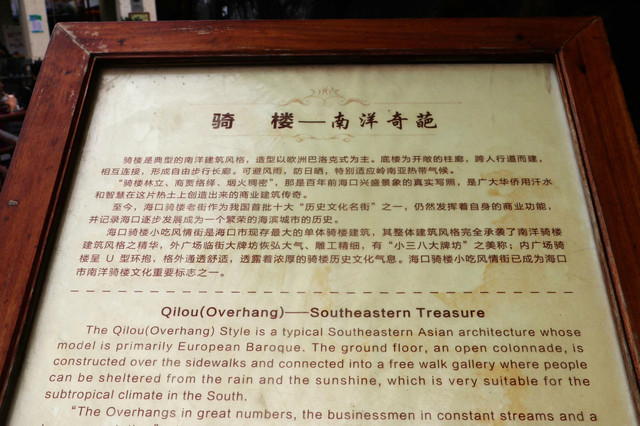 骑 楼——南洋奇葩
骑楼是典型的南洋建筑风格，造型以欧洲巴洛克式为主。底楼为开敞的柱廊，跨人行道而建，
相互连接，形成自由步行长廊。可避风雨，防日晒，特别适应岭南亚热带气候。
“骑楼林立、商贾络绎、烟火稠密”，那是百年前海口兴盛景象的真实写照，是广大华侨用汗水
和智慧在这片热土上创造出来的商业建筑传奇。
至今，海口骑楼老街作为我国首批十大“历史文化名街”之一，仍然发挥着自身的商业功能，
并记录海口逐步发展成为一个繁荣的海滨城市的历史。
海口骑楼小吃风情街是海口市现存最大的单体骑楼建筑，其整体建筑风格完全承袭了南洋骑楼
建筑风格之精华，外广场临街大牌坊恢弘大气、雕工精细，有“小三八大牌坊”之美称；内广场骑
楼呈 U 型环抱，格外通透舒适，透露着浓厚的骑楼历史文化气息。海口骑楼小吃风情街已成为海口
市南洋骑楼文化重要标志之一。
Qilou(Overhang)——Southeastern Treasure
The Qilou(Overhang) Style is a typical Southeastern Asian architecture whose
model is primarily European Baroque. The ground floor, an open colonnade, is
constructed over the sidewalks and connected into a free walk gallery where people
can be sheltered from the rain and the sunshine, which is very suitable for the
subtropical climate in the South.
“The Overhangs in great numbers, the businessmen in constant streams and a